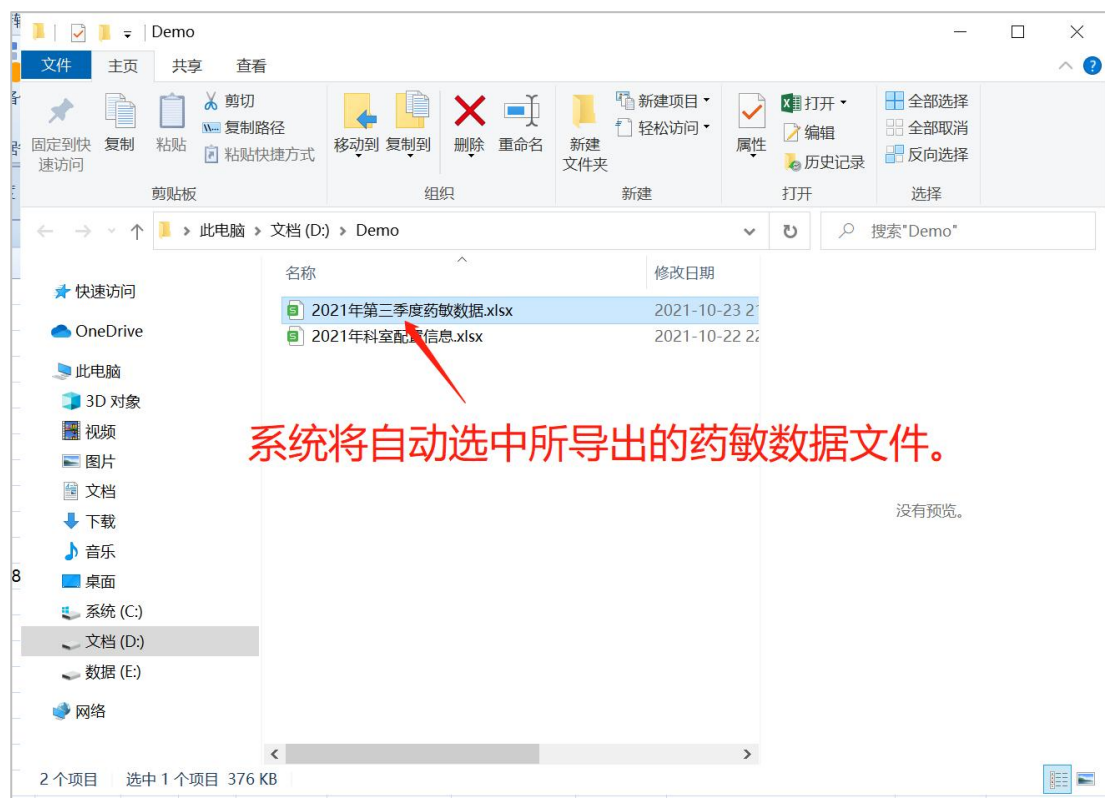 Demo
文件 主页 共享 查看
固定到快速访问
复制
粘贴
剪切
复制路径
粘贴快捷方式
剪贴板
移动到 复制到 删除 重命名
组织
新建文件夹
新建项目
轻松访问
新建
属性
打开
编辑
历史记录
打开
全部选择
全部取消
反向选择
选择
此电脑 > 文档 (D:) > Demo
搜索"Demo"
名称 修改日期
2021年第三季度药敏数据.xlsx 2021-10-23
2021年科室配置信息.xlsx 2021-10-22
快速访问
OneDrive
此电脑
3D 对象
视频
图片
文档
下载
音乐
桌面
系统 (C:)
文档 (D:)
数据 (E:)
网络
系统将自动选中所导出的药敏数据文件。
没有预览。
2 个项目 选中 1 个项目 376 KB